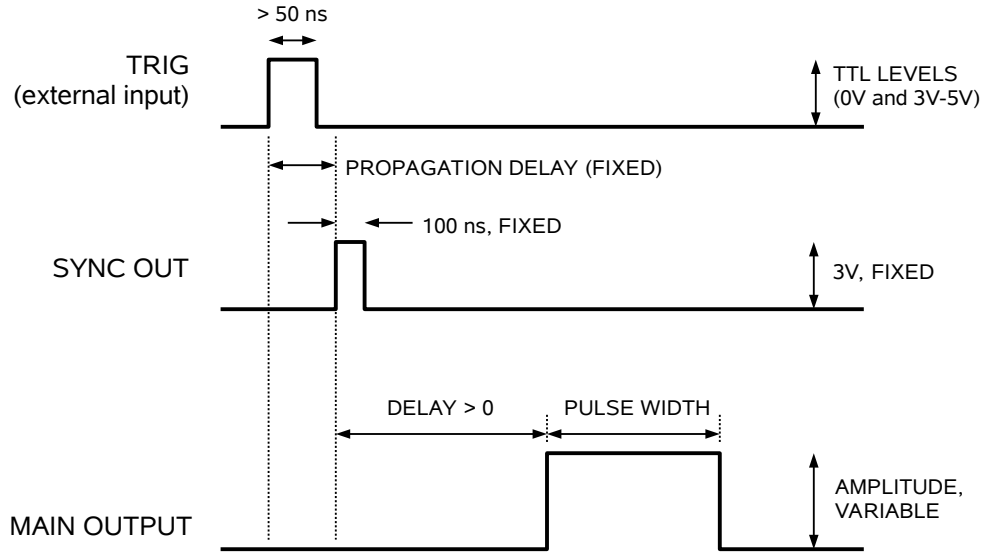 > 50 ns
TRIG
(external input)
TTL LEVELS
(0V and 3V-5V)
PROPAGATION DELAY (FIXED)
100 ns, FIXED
SYNC OUT
3V, FIXED
DELAY > 0
PULSE WIDTH
AMPLITUDE,
VARIABLE
MAIN OUTPUT